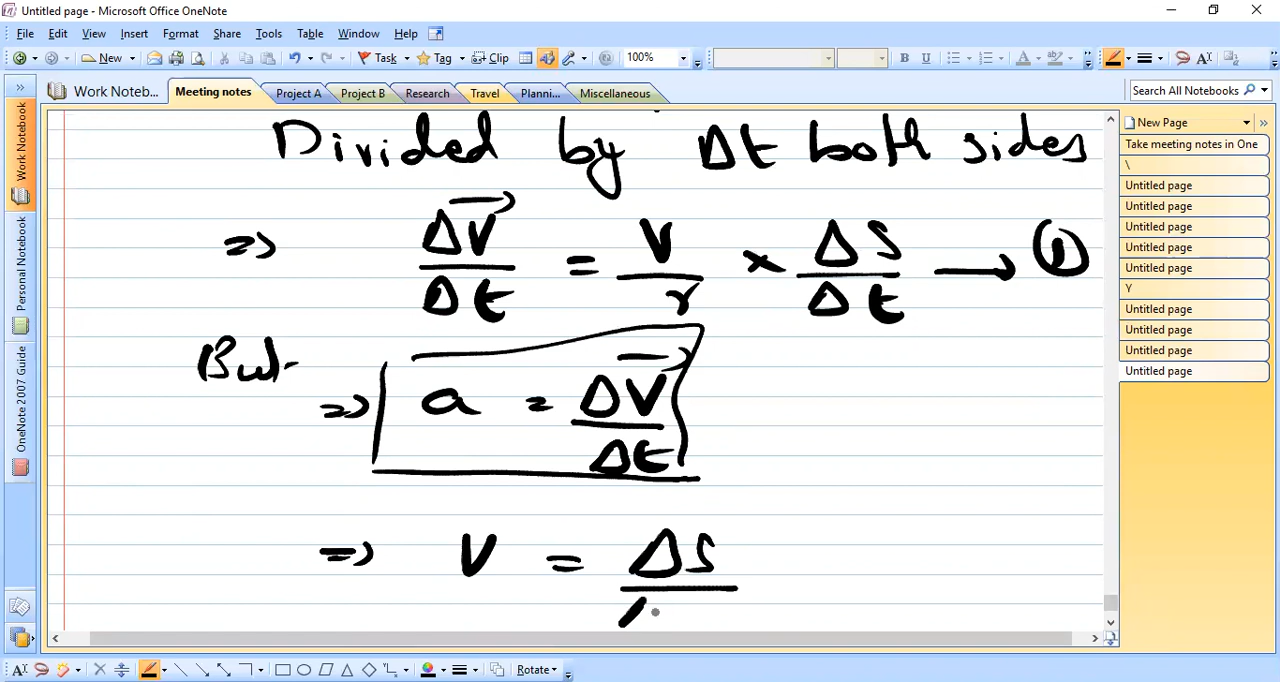 Untitled page - Microsoft Office OneNote
File Edit View Insert Format Share Tools Table Window Help
New Task Tag Clip 100% B U A ab
Work Noteb... Meeting notes Project A Project B Research Travel Planni... Miscellaneous Search All Notebooks
Work Notebook
Personal Notebook
OneNote 2007 Guide
Divided by Δt both sides
=> ΔV/Δt = V/r × ΔS/Δt → ①
But
=> a = ΔV/Δt
=> V = ΔS
New Page
Take meeting notes in One
\
Untitled page
Untitled page
Untitled page
Untitled page
Untitled page
Y
Untitled page
Untitled page
Untitled page
Untitled page
Rotate